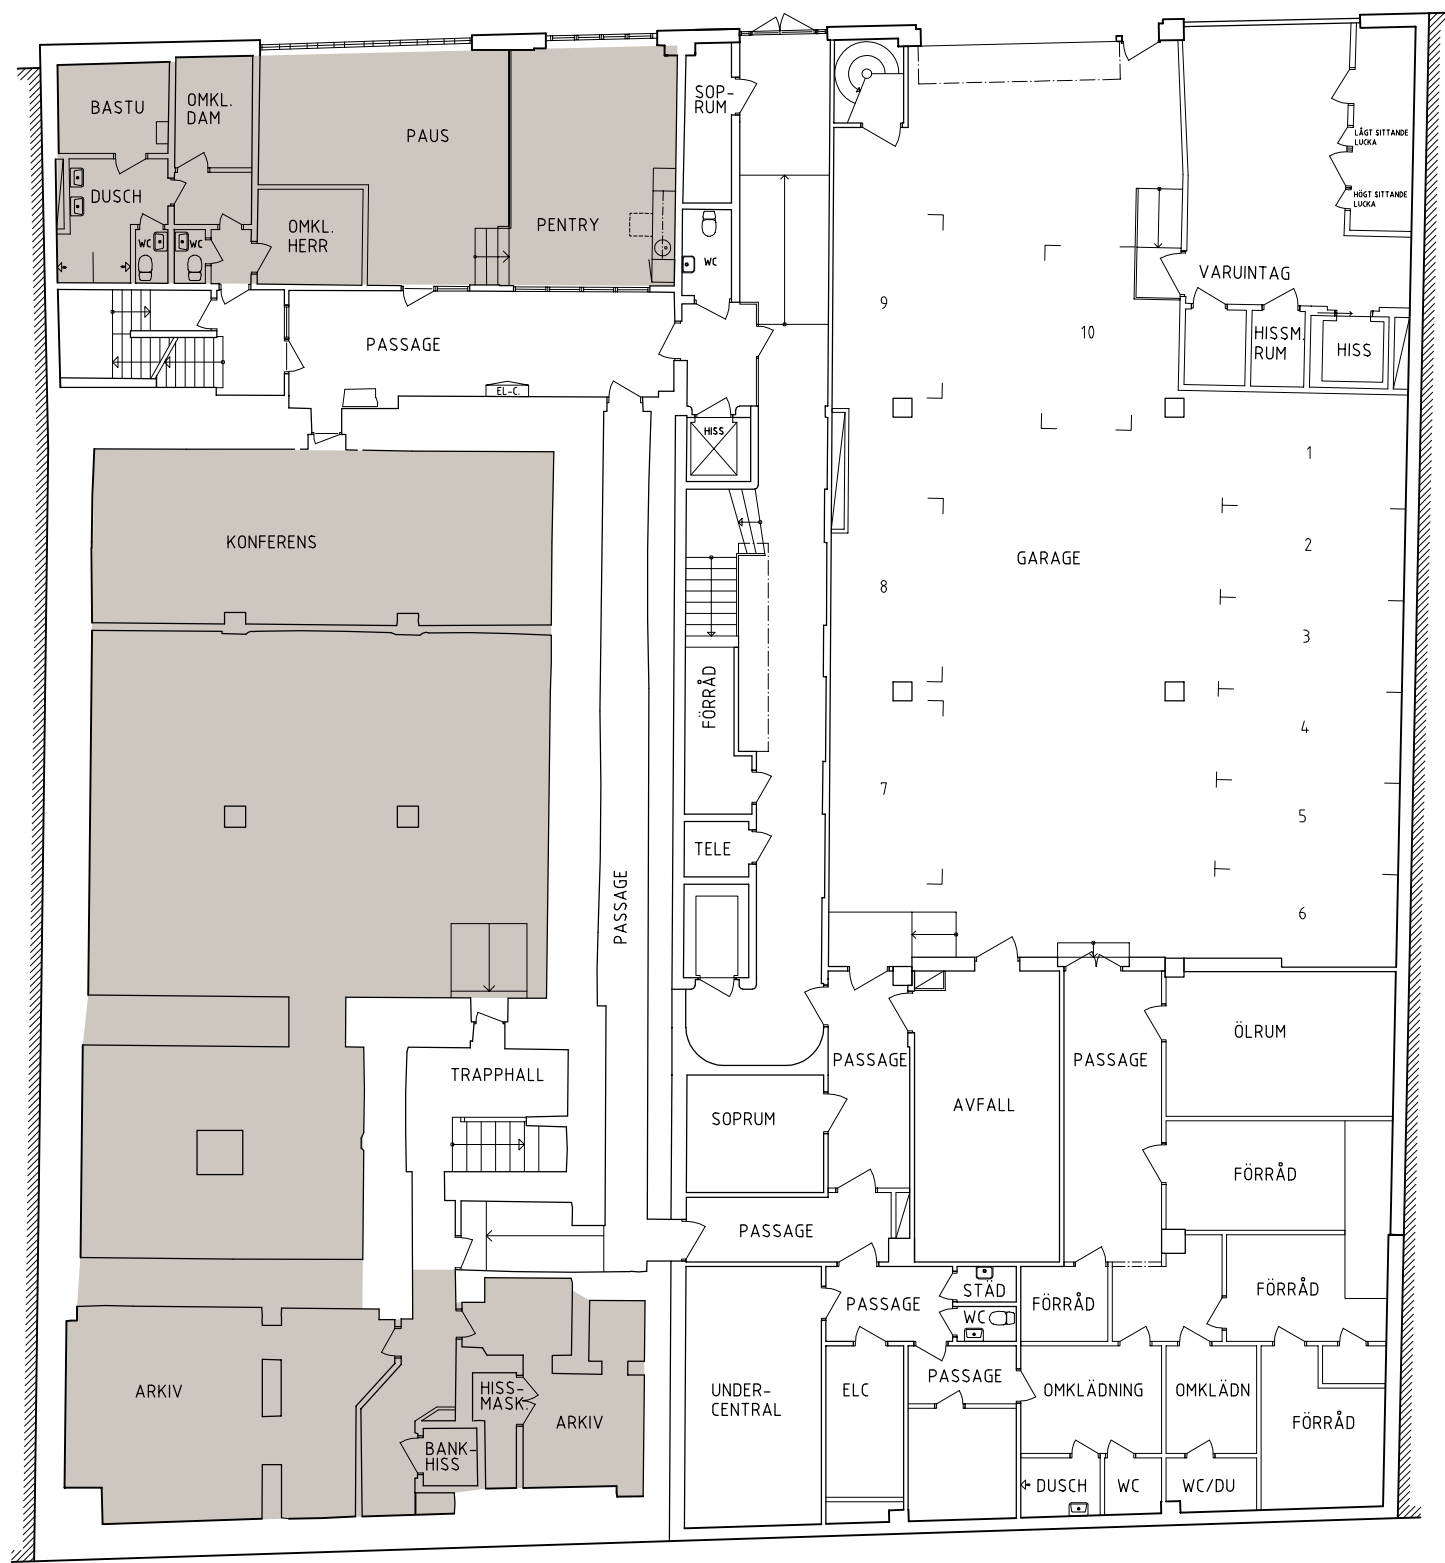 BASTU
OMKL.
DAM
PAUS
SOP-
RUM
LÅGT SITTANDE
LUCKA
DUSCH
HÖGT SITTANDE
LUCKA
OMKL.
HERR
PENTRY
WC
WC
WC
VARUINTAG
9
10
PASSAGE
HISSM.
RUM
HISS
EL-C.
HISS
1
KONFERENS
2
GARAGE
8
3
FÖRRÅD
4
7
5
TELE
PASSAGE
6
ÖLRUM
PASSAGE
PASSAGE
TRAPPHALL
AVFALL
SOPRUM
FÖRRÅD
PASSAGE
STÄD
FÖRRÅD
PASSAGE
FÖRRÅD
WC
PASSAGE
ARKIV
HISS-
MASK.
UNDER-
CENTRAL
ELC
OMKLÄDNING
OMKLÄDN
ARKIV
FÖRRÅD
BANK-
HISS
DUSCH
WC
WC/DU